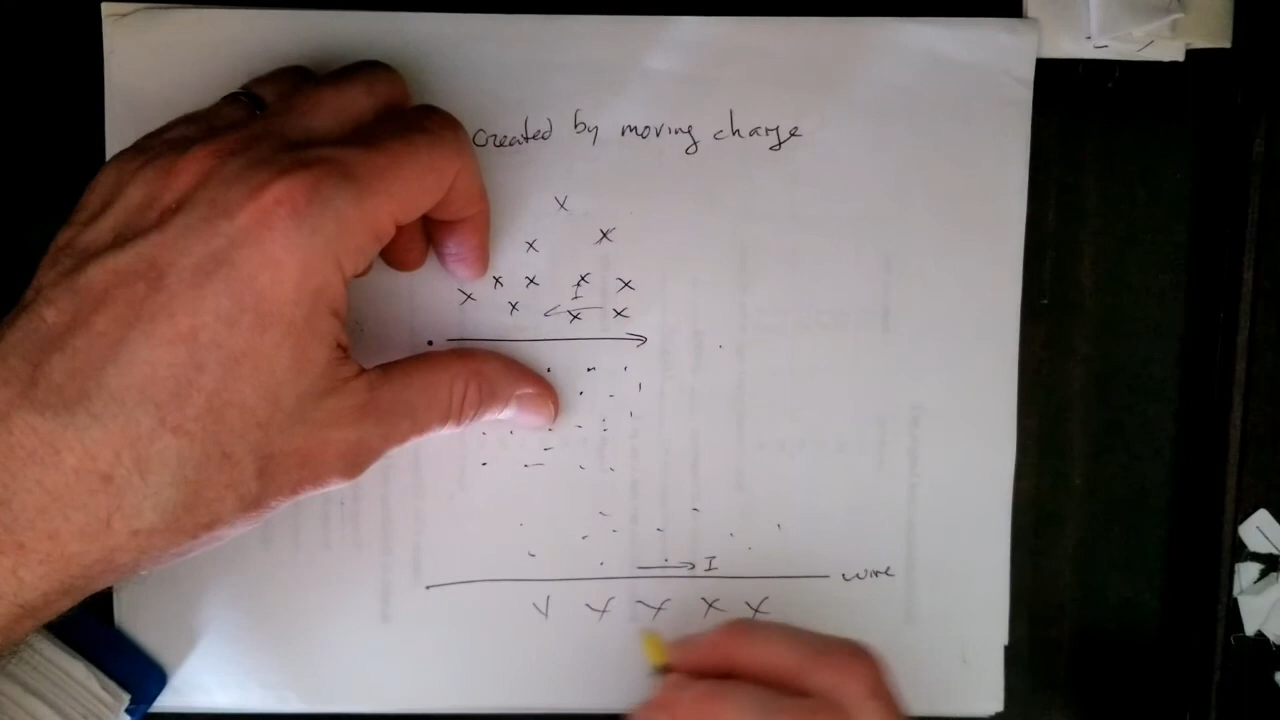 created by moving charge
X
X X
X X X X X
X I
X X X
I
wire
X X X X X